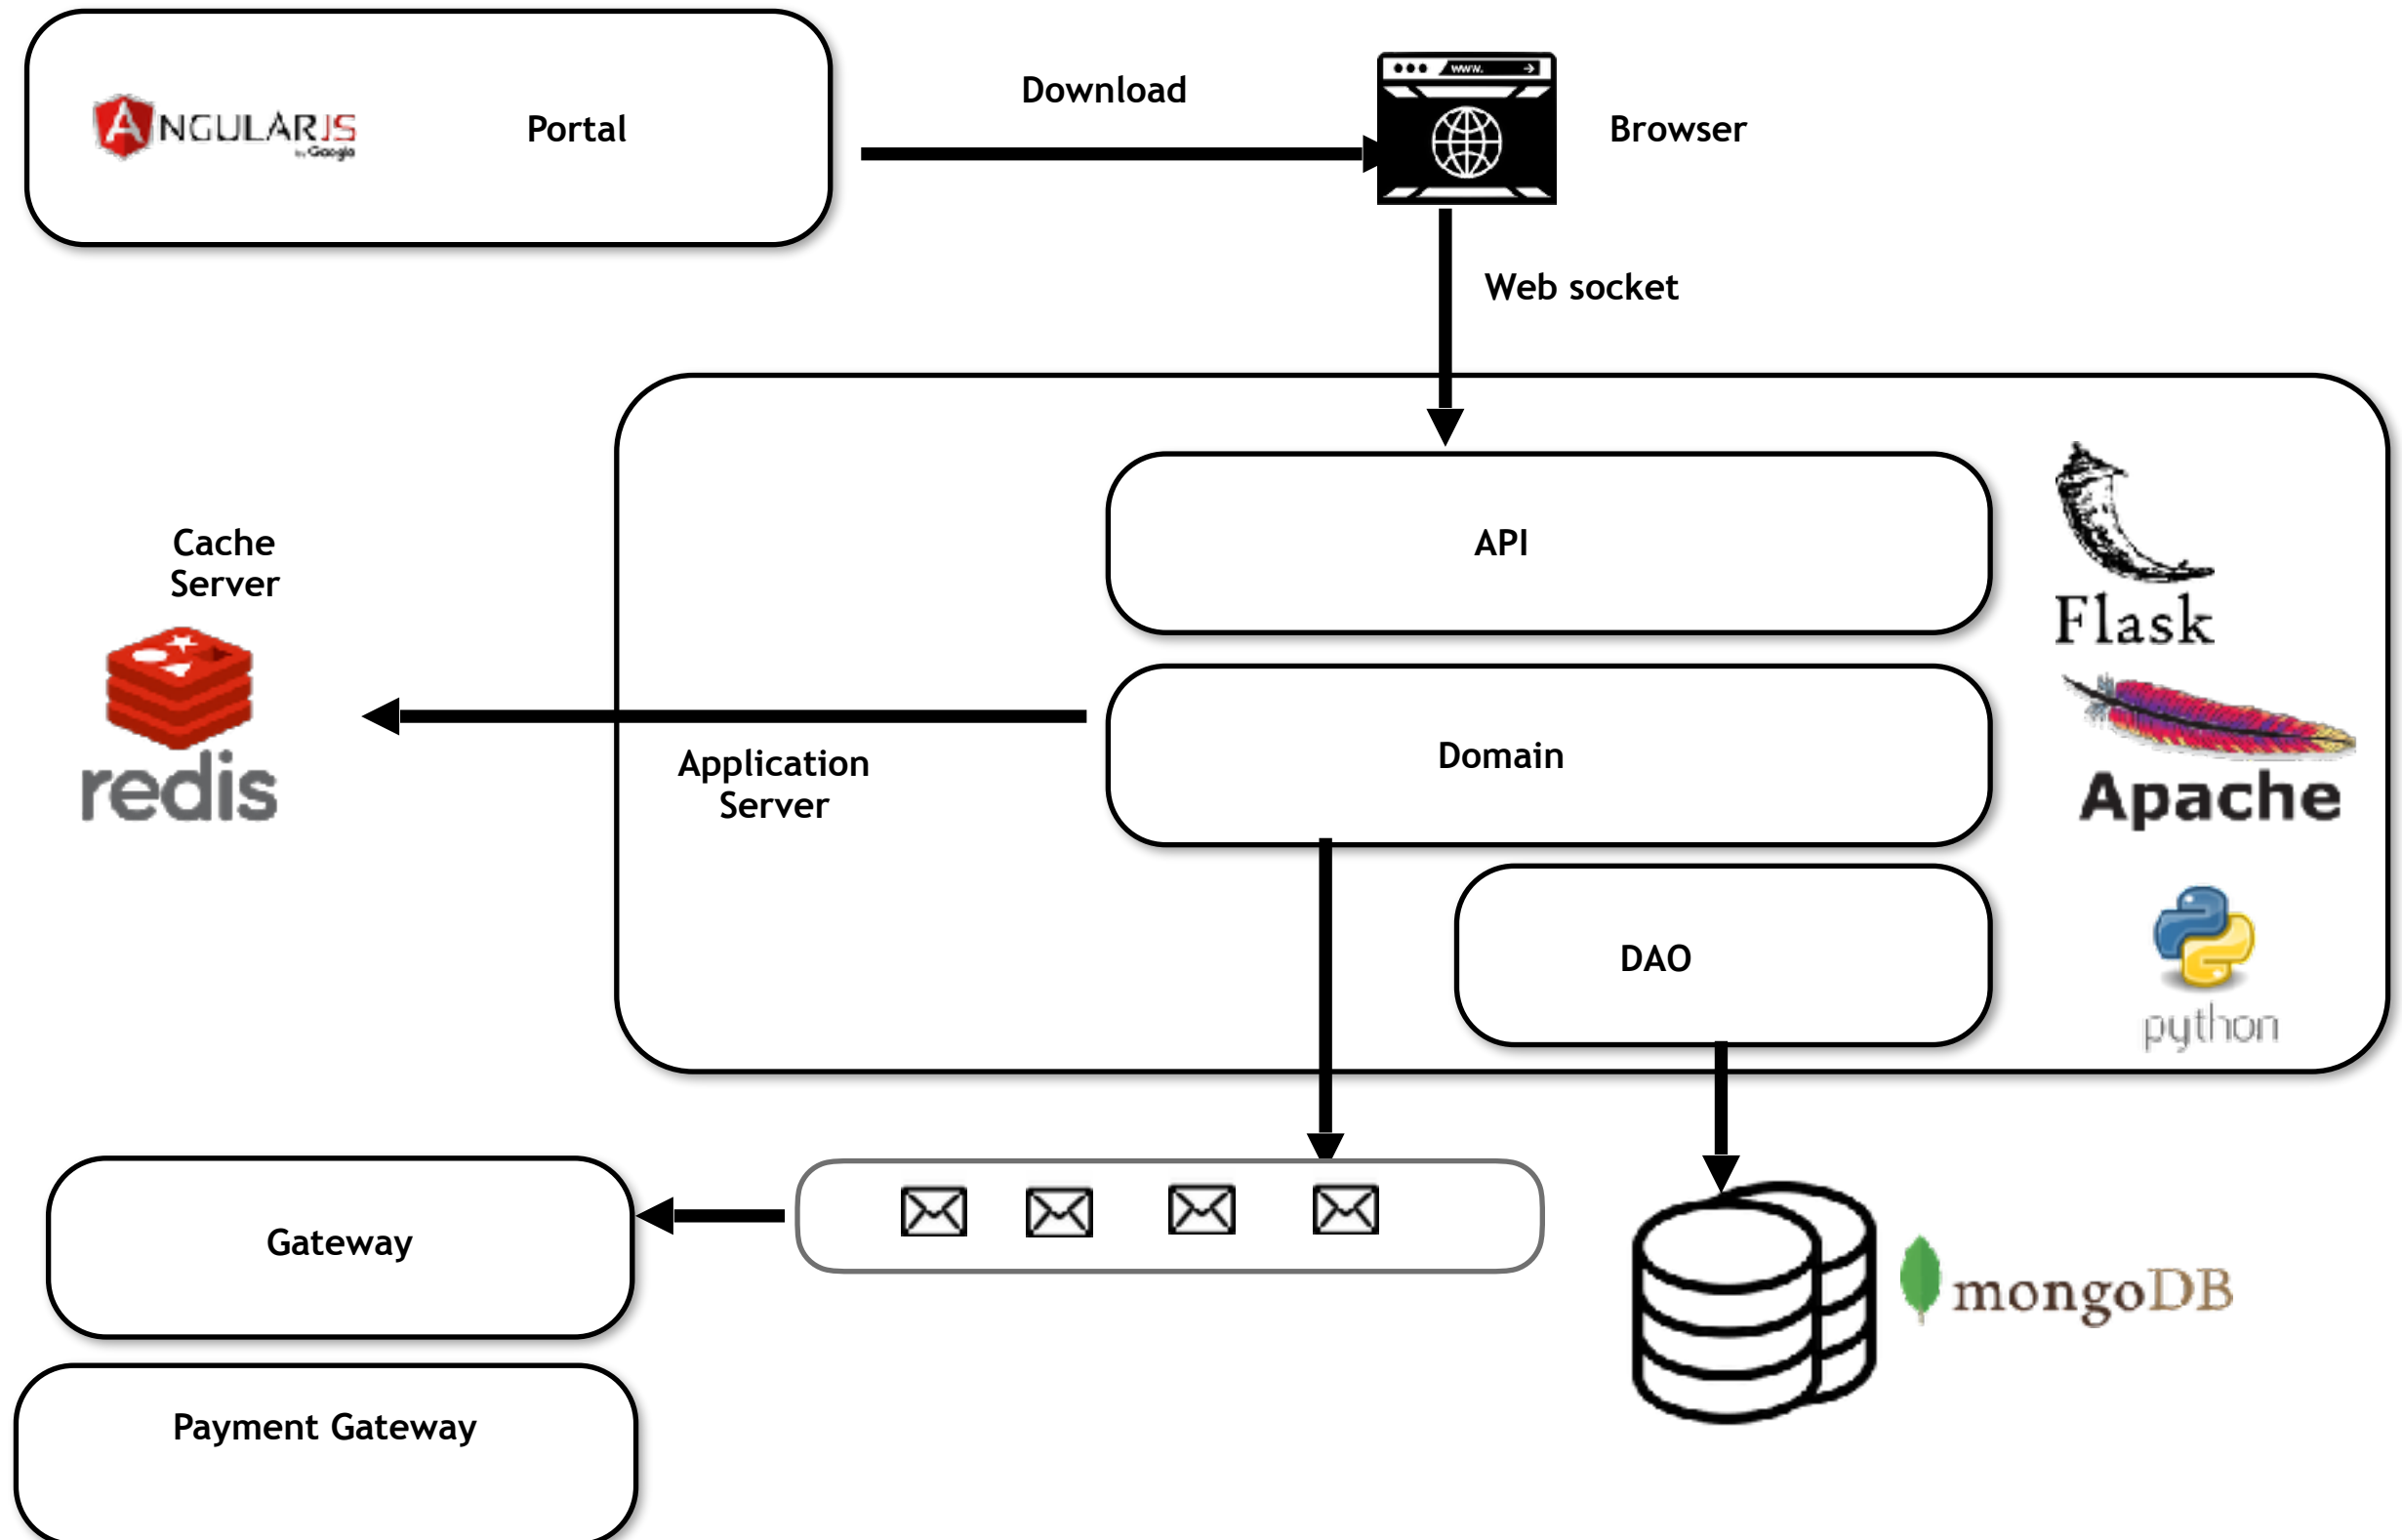 ANGULARJS
by Google
Portal
Download
www.
Browser
Web socket
Cache
Server
redis
API
Flask
Application
Server
Domain
Apache
DAO
python
Gateway
mongoDB
Payment Gateway